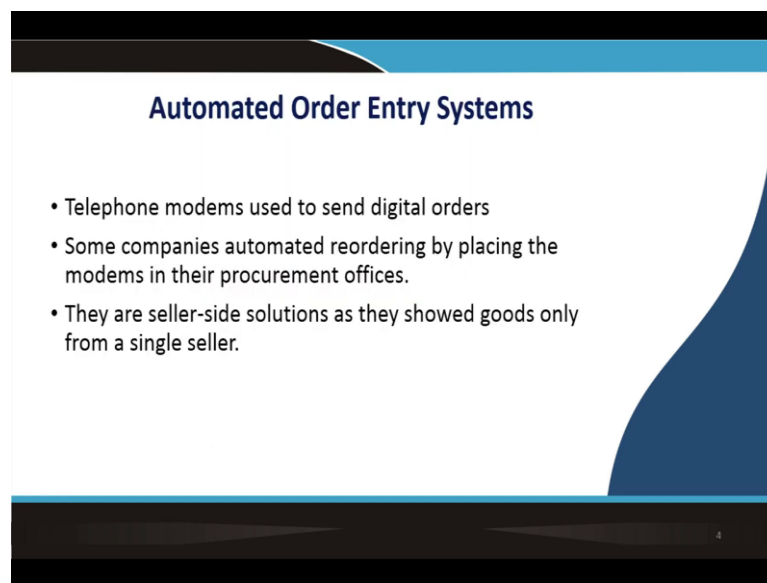 Automated Order Entry Systems
• Telephone modems used to send digital orders
• Some companies automated reordering by placing the
modems in their procurement offices.
• They are seller-side solutions as they showed goods only
from a single seller.
4